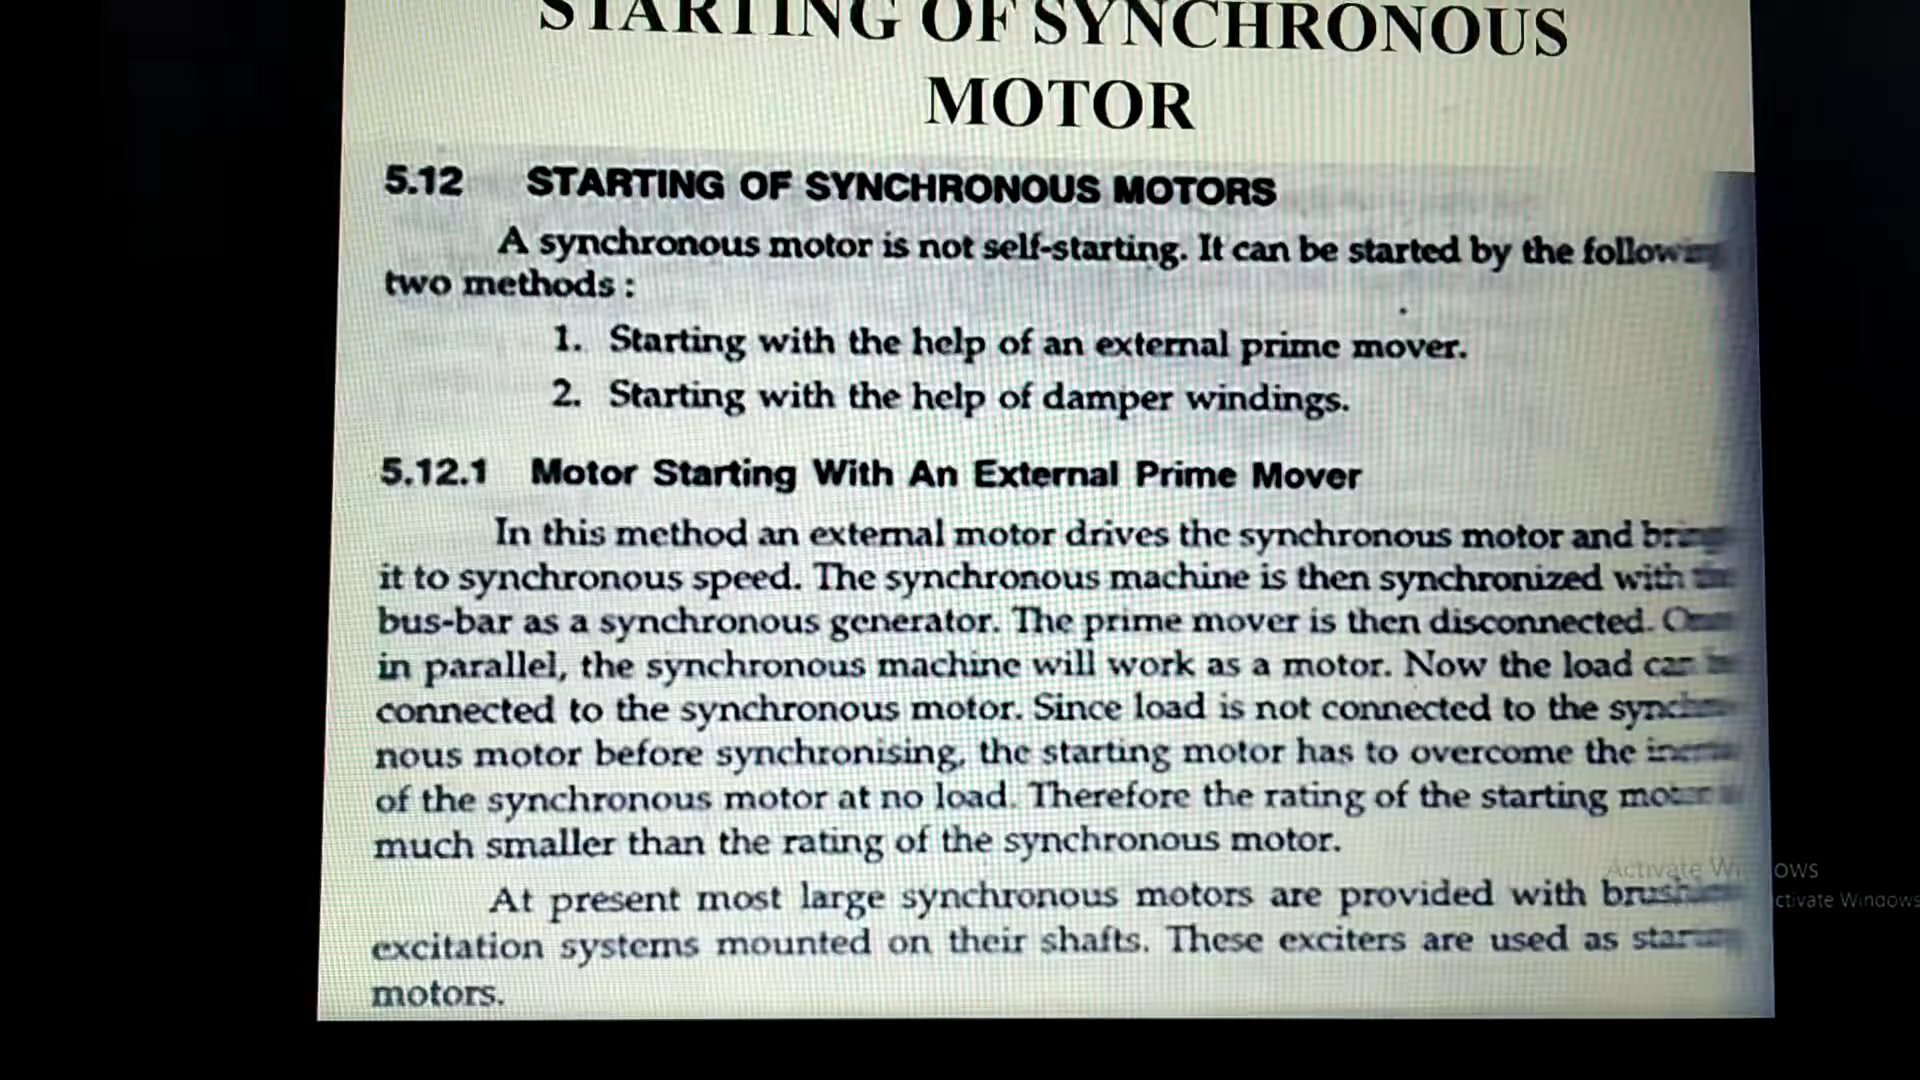 STARTING OF SYNCHRONOUS
MOTOR
5.12 STARTING OF SYNCHRONOUS MOTORS
A synchronous motor is not self-starting. It can be started by the
two methods :
1. Starting with the help of an external prime mover.
2. Starting with the help of damper windings.
5.12.1 Motor Starting With An External Prime Mover
In this method an external motor drives the synchronous motor and
it to synchronous speed. The synchronous machine is then synchronized with
bus-bar as a synchronous generator. The prime mover is then disconnected.
in parallel, the synchronous machine will work as a motor. Now the load
connected to the synchronous motor. Since load is not connected to the
nous motor before synchronising, the starting motor has to overcome the
of the synchronous motor at no load. Therefore the rating of the starting
much smaller than the rating of the synchronous motor.
At present most large synchronous motors are provided with
excitation systems mounted on their shafts. These exciters are used as
motors.
Activate Windows